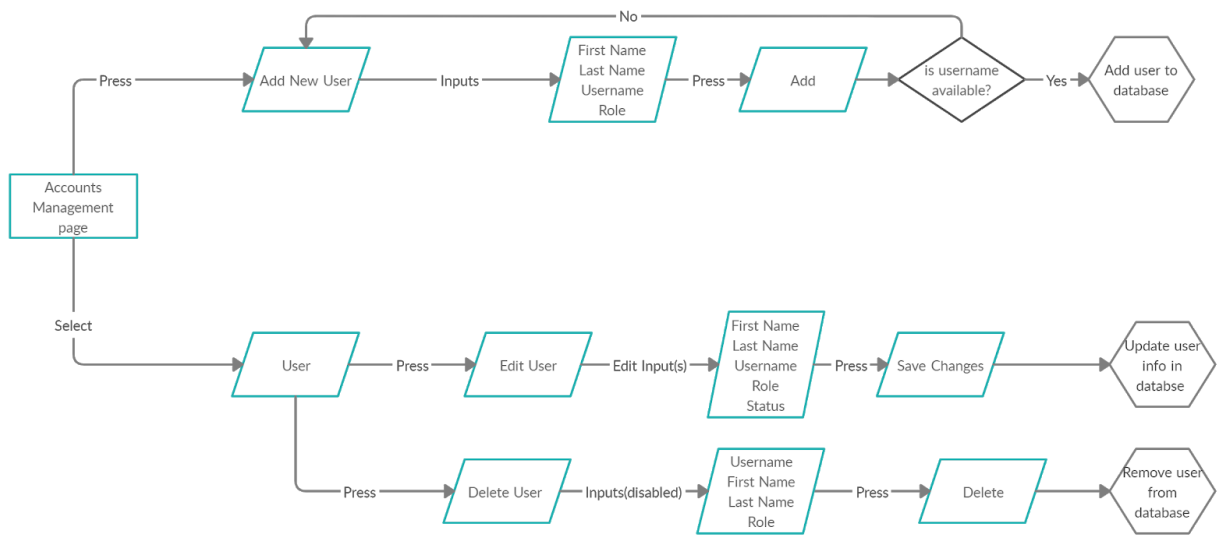 No
Press
Add New User
Inputs
First Name
Last Name
Username
Role
Press
Add
is username
available?
Yes
Add user to
database
Accounts
Management
page
Select
User
Press
Edit User
Edit Input(s)
First Name
Last Name
Username
Role
Status
Press
Save Changes
Update user
info in
databse
Press
Delete User
Inputs(disabled)
Username
First Name
Last Name
Role
Press
Delete
Remove user
from
database